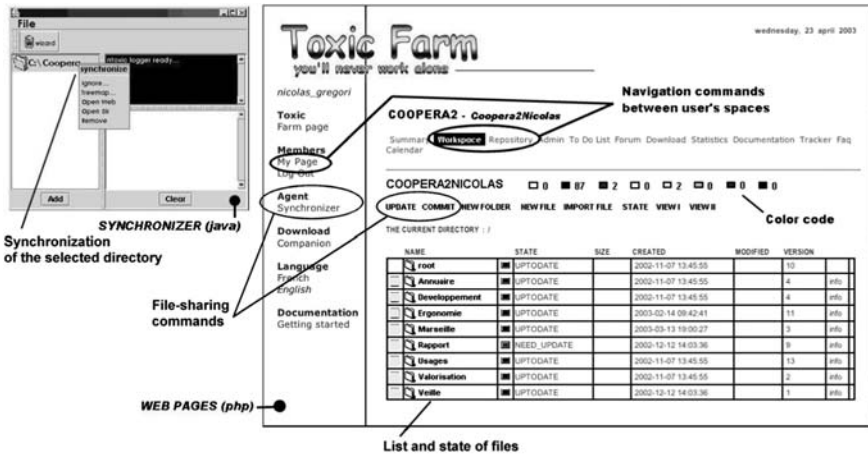 File
wizard
C:\Coopera
ntoxic logger ready...
synchronize
Ignore...
Treemap...
Open Web
Remove
Add
Clear
SYNCHRONIZER (java)
Synchronization
of the selected directory
File-sharing
commands
WEB PAGES (php)
Toxic Farm
you'll never work alone
wednesday, 23 april 2003
nicolas_gregori
Toxic
Farm page
Members
My Page
Log Out
Agent
Synchronizer
Download
Companion
Language
French
English
Documentation
Getting started
Navigation commands
between user's spaces
COOPERA2 - Coopera2Nicolas
Summary Workspace Repository Admin To Do List Forum Download Statistics Documentation Tracker Faq
Calendar
COOPERA2NICOLAS 0 87 2 0 2 0 0 0
UPDATE COMMIT NEW FOLDER NEW FILE IMPORT FILE STATE VIEW I VIEW II
Color code
THE CURRENT DIRECTORY : /
NAME STATE SIZE CREATED MODIFIED VERSION
root UPTODATE 2002-11-07 13:45:55 10
Annuaire UPTODATE 2002-11-07 13:45:55 4 info
Developpement UPTODATE 2002-11-07 13:45:55 4 info
Ergonomie UPTODATE 2003-02-14 09:42:41 11 info
Marseille UPTODATE 2003-03-13 19:00:27 3 info
Rapport NEED_UPDATE 2002-12-12 14:03:36 9 info
Usages UPTODATE 2002-11-07 13:45:55 13 info
Valorisation UPTODATE 2002-11-07 13:45:55 2 info
Veille UPTODATE 2002-12-12 14:03:36 1 info
List and state of files